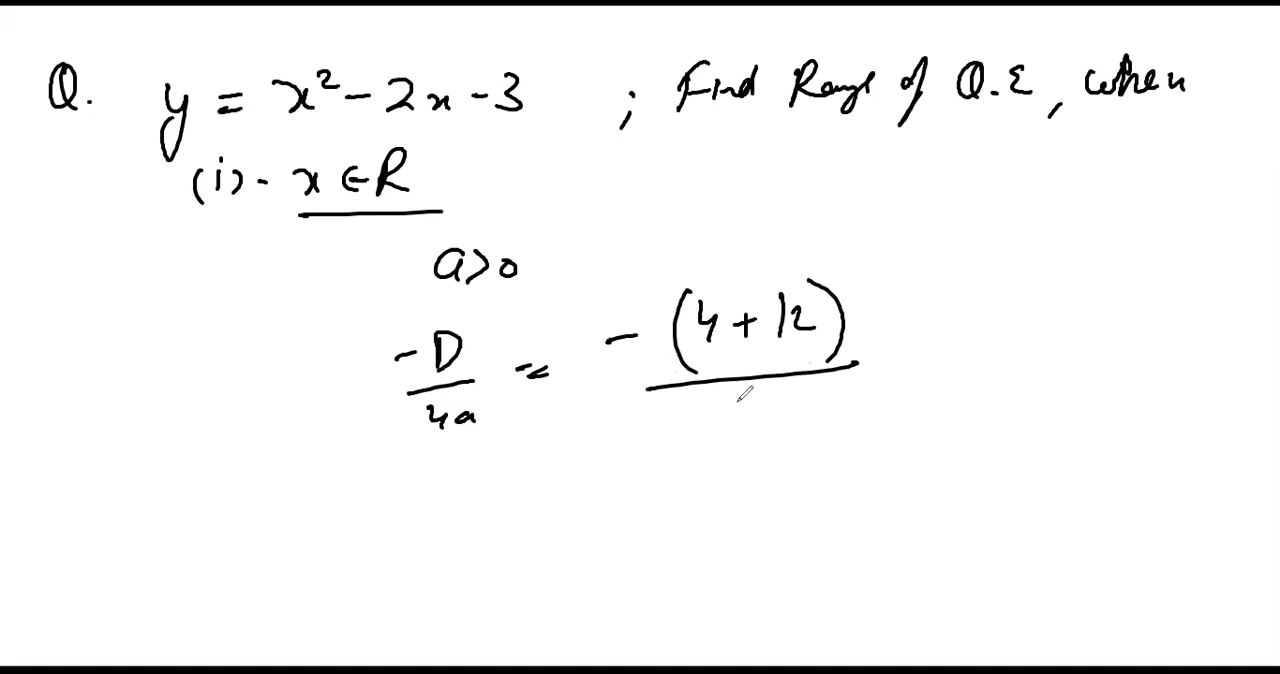 Q. y = x² - 2x - 3 ; Find Range of Q.E, when
(i). x ∈ R
a > 0
-D/4a = -(4 + 12)/